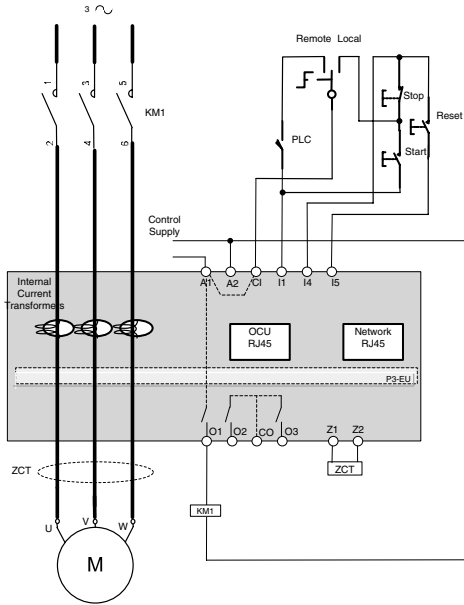 3
Remote Local
1
3
5
KM1
2
4
6
Stop
Reset
PLC
Start
Control
Supply
A1
A2
CI
I1
I4
I5
Internal
Current
Transformers
OCU
RJ45
Network
RJ45
P3-EU
O1
O2
CO
O3
Z1
Z2
ZCT
ZCT
KM1
U
V
W
M